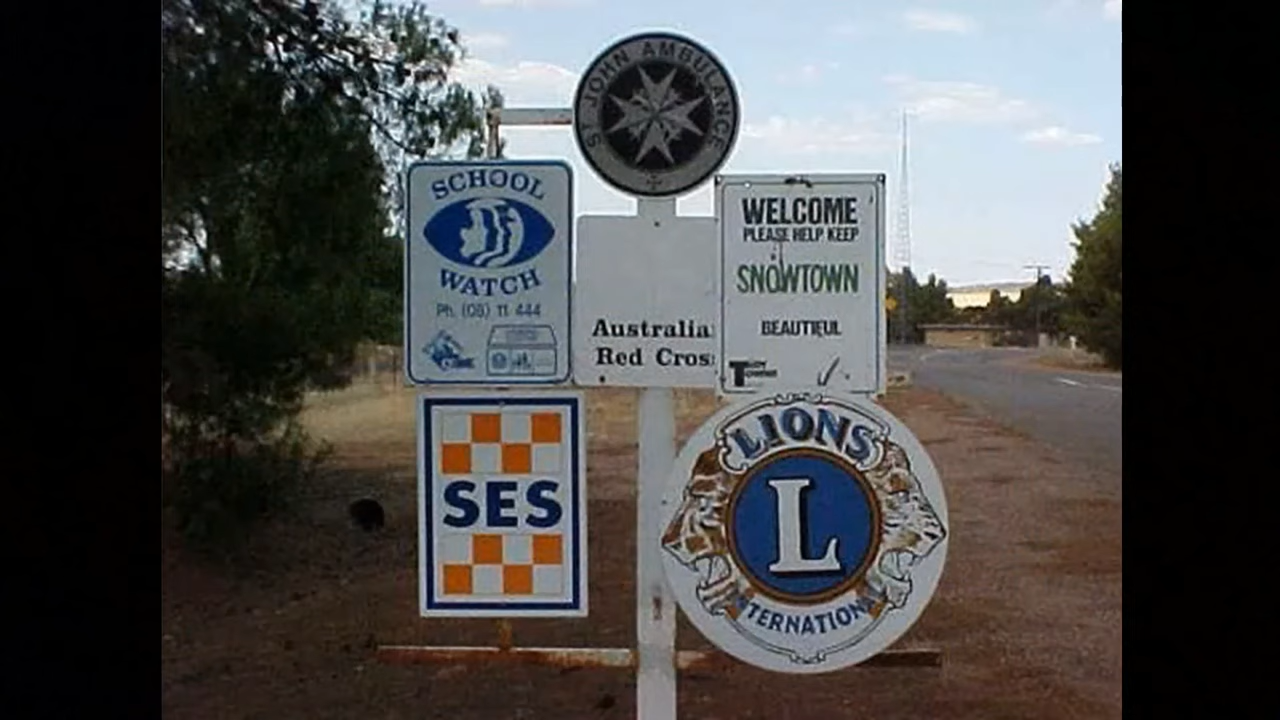 ST. JOHN AMBULANCE
SCHOOL
WATCH
Ph. (08) 11 444
Australia
Red Cros
WELCOME
PLEASE HELP KEEP
SNOWTOWN
BEAUTIFUL
SES
LIONS
L
TERNATION